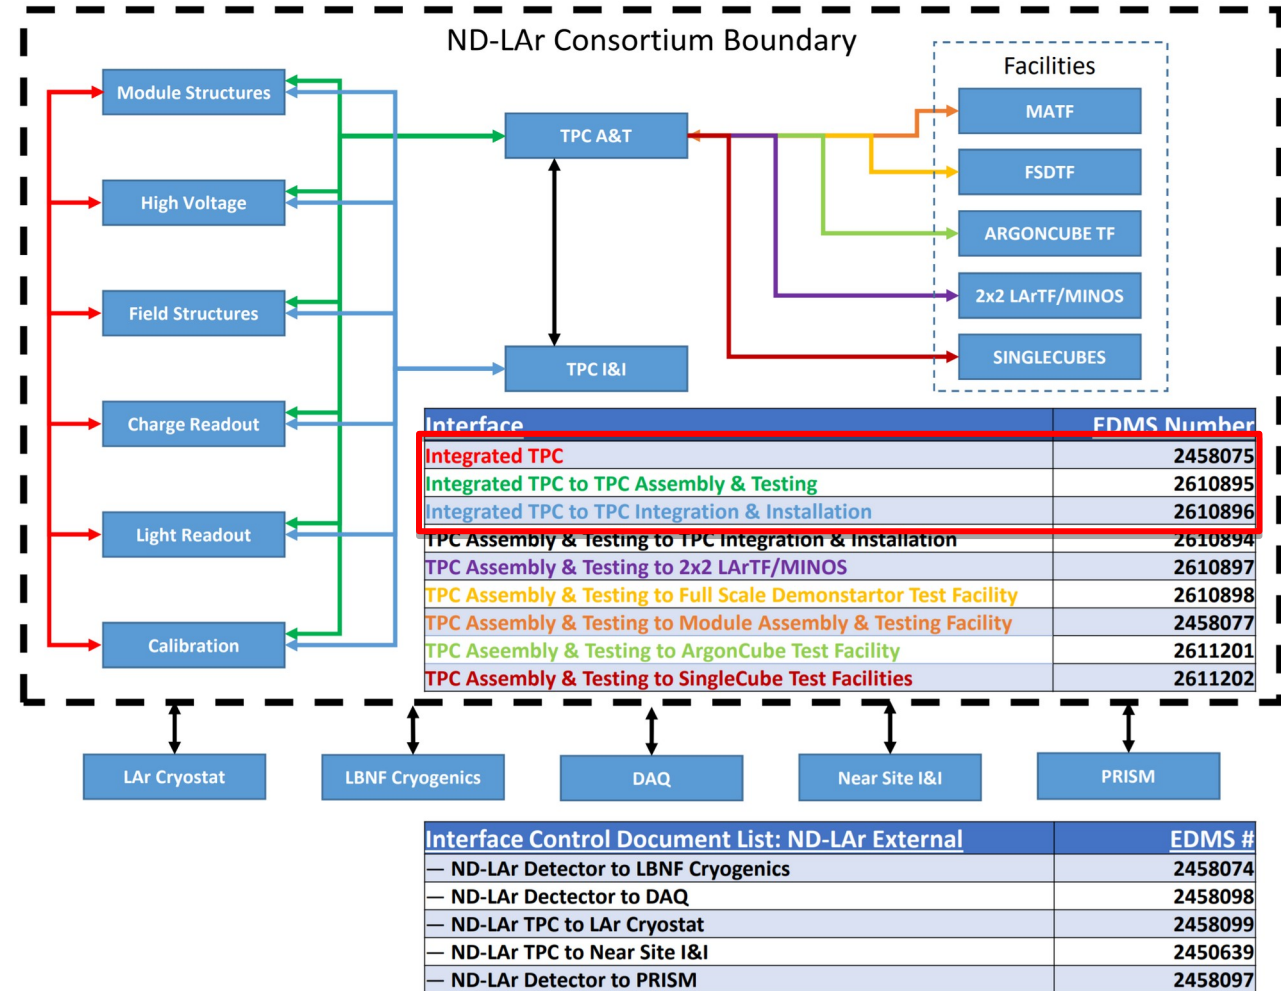 ND-LAr Consortium Boundary
Facilities
Module Structures
High Voltage
Field Structures
Charge Readout
Light Readout
Calibration
TPC A&T
TPC I&I
MATF
FSDTF
ARGONCUBE TF
2x2 LArTF/MINOS
SINGLECUBES
Interface EDMS Number
Integrated TPC 2458075
Integrated TPC to TPC Assembly & Testing 2610895
Integrated TPC to TPC Integration & Installation 2610896
TPC Assembly & Testing to TPC Integration & Installation 2610894
TPC Assembly & Testing to 2x2 LArTF/MINOS 2610897
TPC Assembly & Testing to Full Scale Demonstartor Test Facility 2610898
TPC Assembly & Testing to Module Assembly & Testing Facility 2458077
TPC Aseembly & Testing to ArgonCube Test Facility 2611201
TPC Assembly & Testing to SingleCube Test Facilities 2611202
LAr Cryostat
LBNF Cryogenics
DAQ
Near Site I&I
PRISM
Interface Control Document List: ND-LAr External EDMS #
— ND-LAr Detector to LBNF Cryogenics 2458074
— ND-LAr Dectector to DAQ 2458098
— ND-LAr TPC to LAr Cryostat 2458099
— ND-LAr TPC to Near Site I&I 2450639
— ND-LAr Detector to PRISM 2458097